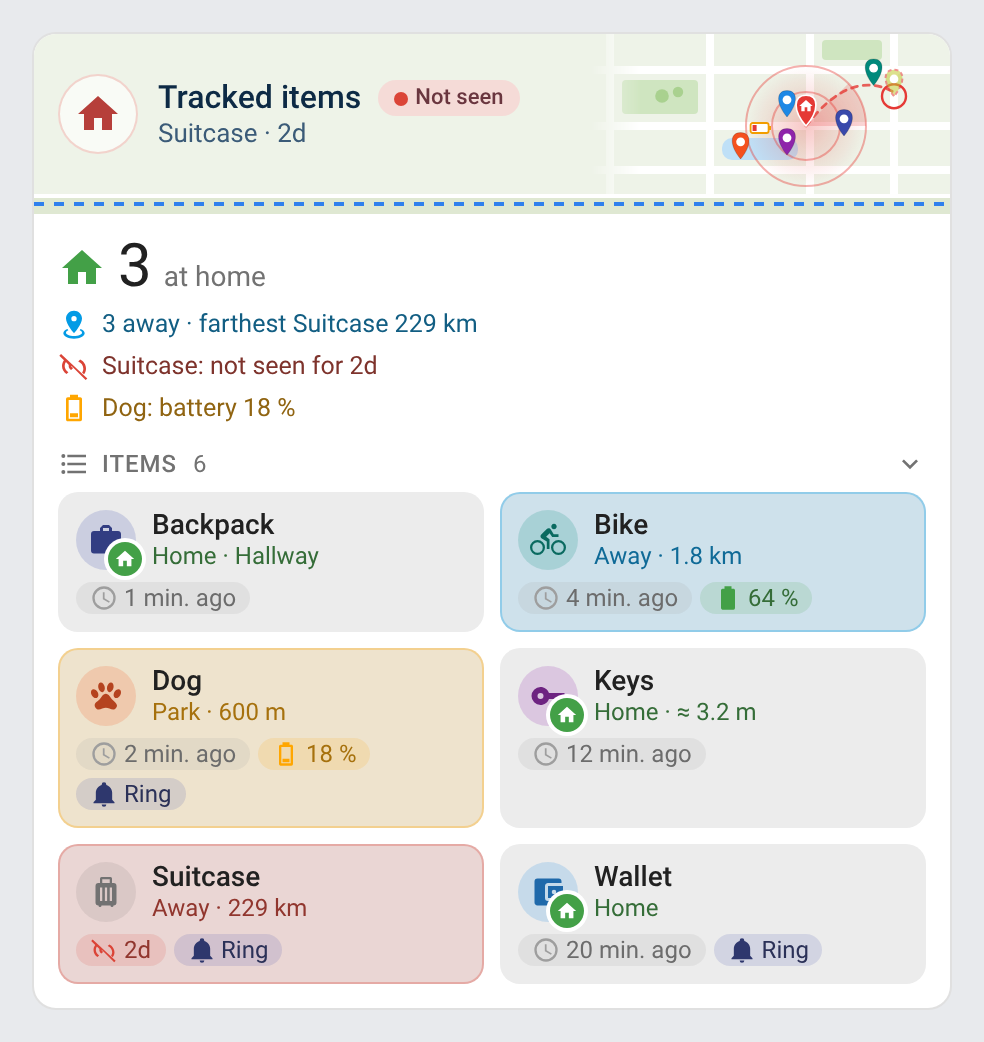 Tracked items
Not seen
Suitcase · 2d
3 at home
3 away · farthest Suitcase 229 km
Suitcase: not seen for 2d
Dog: battery 18 %
ITEMS 6
Backpack
Home · Hallway
1 min. ago
Bike
Away · 1.8 km
4 min. ago
64 %
Dog
Park · 600 m
2 min. ago
18 %
Ring
Keys
Home · ≈ 3.2 m
12 min. ago
Suitcase
Away · 229 km
2d
Ring
Wallet
Home
20 min. ago
Ring